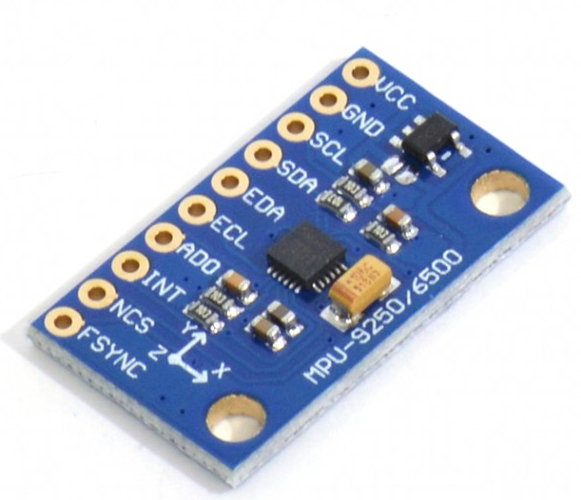 VCC
GND
SCL
SDA
EDA
ECL
ADO
INT
NCS
FSYNC
Y
Z
X
MPU-9250/6500